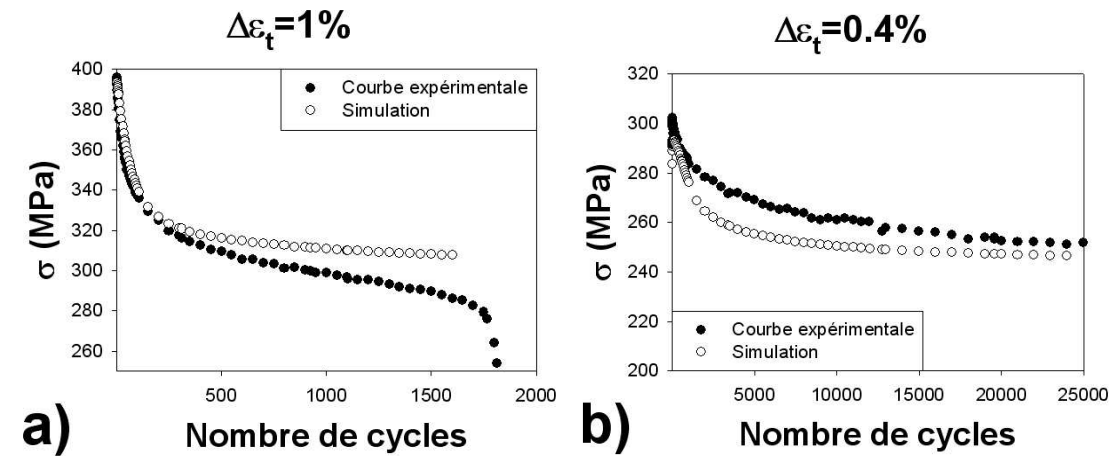 Δεt=1%
400
380
360
340
320
300
280
260
σ (MPa)
Courbe expérimentale
Simulation
500
1000
1500
2000
Nombre de cycles
a)
Δεt=0.4%
320
300
280
260
240
220
200
σ (MPa)
Courbe expérimentale
Simulation
5000
10000
15000
20000
25000
Nombre de cycles
b)